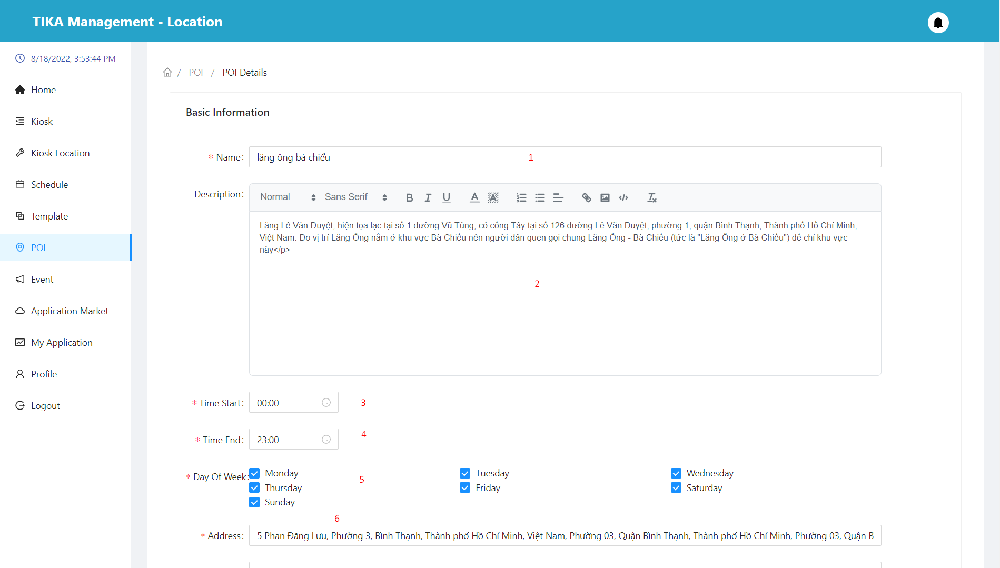 TIKA Management - Location
8/18/2022, 3:53:44 PM
Home
Kiosk
Kiosk Location
Schedule
Template
POI
Event
Application Market
My Application
Profile
Logout
/ POI / POI Details
Basic Information
* Name: lăng ông bà chiểu 1
Description: Normal Sans Serif B I U A A
Lăng Lê Văn Duyệt; hiện tọa lạc tại số 1 đường Vũ Tùng, có cổng Tây tại số 126 đường Lê Văn Duyệt, phường 1, quận Bình Thạnh, Thành phố Hồ Chí Minh,
Việt Nam. Do vị trí Lăng Ông nằm ở khu vực Bà Chiểu nên người dân quen gọi chung Lăng Ông - Bà Chiểu (tức là "Lăng Ông ở Bà Chiểu") để chỉ khu vực
này</p>
2
* Time Start: 00:00 3
* Time End: 23:00 4
* Day Of Week: Monday Tuesday Wednesday
5
Thursday Friday Saturday
Sunday
6
* Address: 5 Phan Đăng Lưu, Phường 3, Bình Thạnh, Thành phố Hồ Chí Minh, Việt Nam, Phường 03, Quận Bình Thạnh, Thành phố Hồ Chí Minh, Phường 03, Quận B